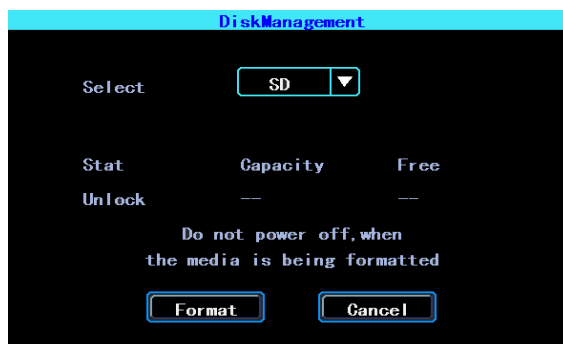 DiskManagement
Select SD
Stat Capacity Free
Unlock -- --
Do not power off,when
the media is being formatted
Format Cancel